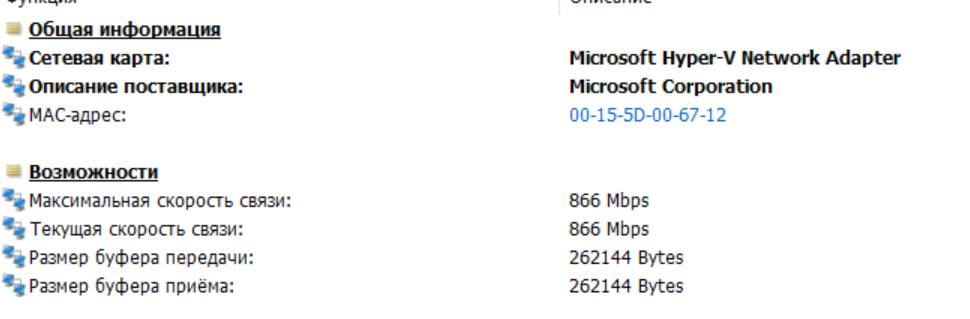 Функция Описание
Общая информация
Сетевая карта: Microsoft Hyper-V Network Adapter
Описание поставщика: Microsoft Corporation
MAC-адрес: 00-15-5D-00-67-12
Возможности
Максимальная скорость связи: 866 Mbps
Текущая скорость связи: 866 Mbps
Размер буфера передачи: 262144 Bytes
Размер буфера приёма: 262144 Bytes